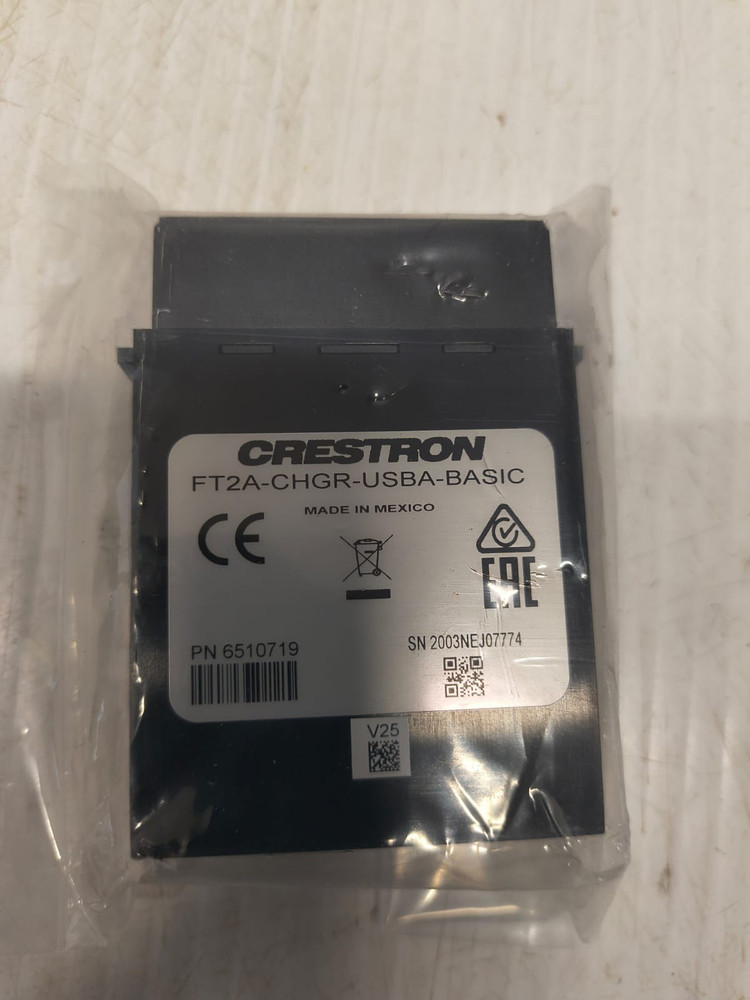 CRESTRON
FT2A-CHGR-USBA-BASIC
MADE IN MEXICO
CE
EAC
PN 6510719
SN 2003NEJ07774
V25